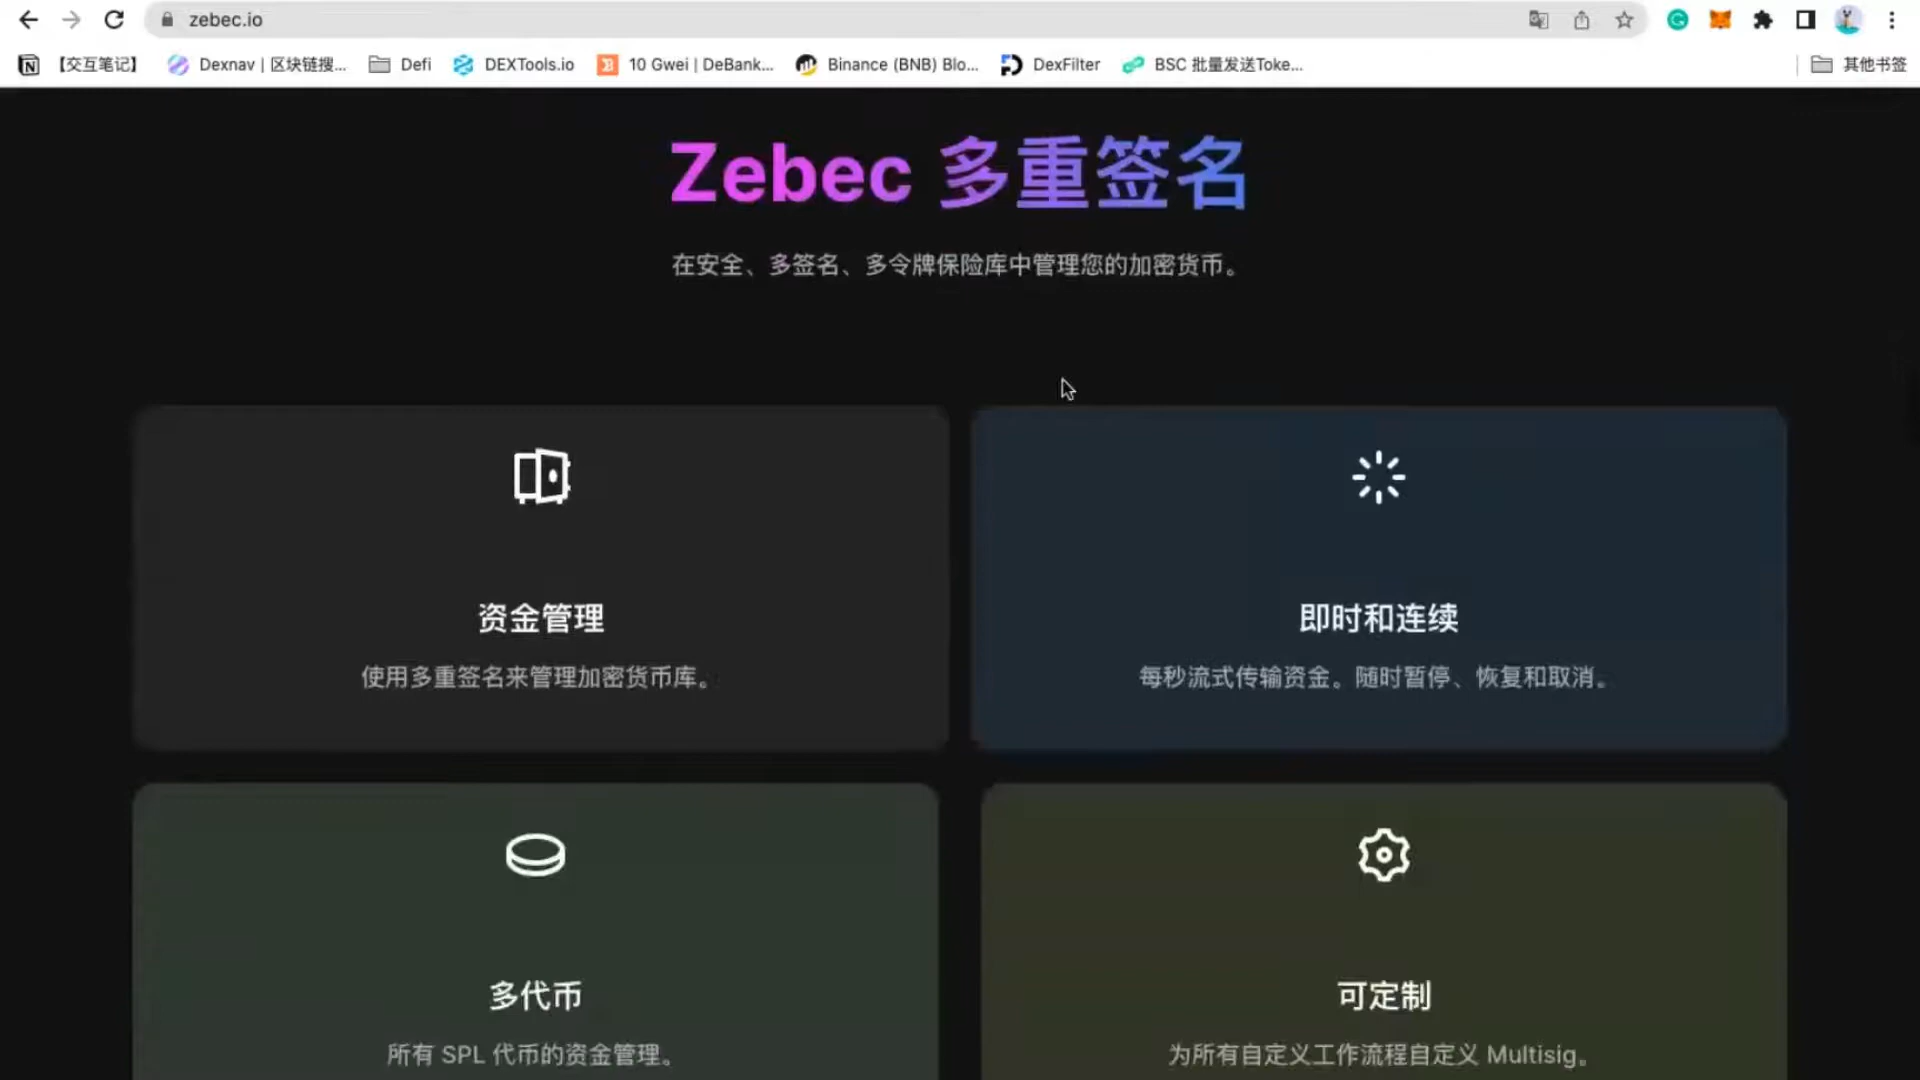 zebec.io
【交互笔记】
Dexnav | 区块链搜...
Defi
DEXTools.io
10 Gwei | DeBank...
Binance (BNB) Blo...
DexFilter
BSC 批量发送Toke...
其他书签
Zebec 多重签名
在安全、多签名、多令牌保险库中管理您的加密货币。
资金管理
使用多重签名来管理加密货币库。
即时和连续
每秒流式传输资金。随时暂停、恢复和取消。
多代币
所有 SPL 代币的资金管理。
可定制
为所有自定义工作流程自定义 Multisig。